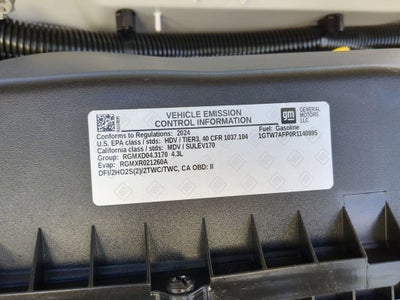 VEHICLE EMISSION
CONTROL INFORMATION
gm
GENERAL
MOTORS
LLC
Conforms to Regulations: 2024
Fuel: Gasoline
U.S. EPA class / stds: HDV / TIER3, 40 CFR 1037.104
1GTW7AFP0R1140895
California class / stds: MDV / SULEV170
Group: RGMXD04.3170 4.3L
Evap: RGMXR021260A
DFI/2HO2S(2)/2TWC/TWC, CA OBD: II